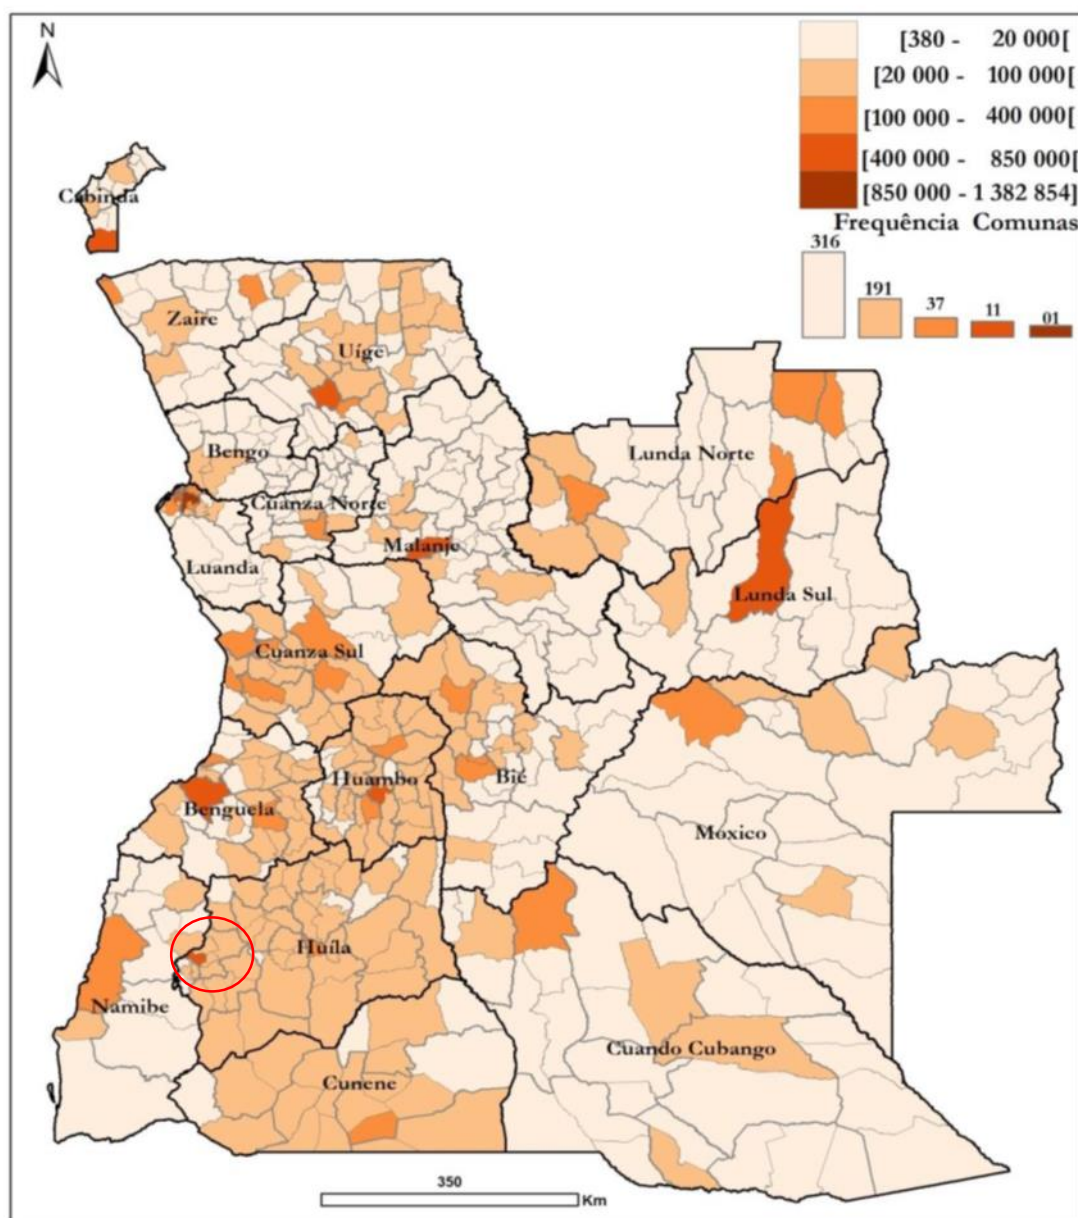 N
[380 - 20 000[
[20 000 - 100 000[
[100 000 - 400 000[
[400 000 - 850 000[
[850 000 - 1 382 854]
Frequência Comunas
316
191
37
11
01
Cabinda
Zaire
Uíge
Bengo
Lunda Norte
Cuanza Norte
Malanje
Luanda
Lunda Sul
Cuanza Sul
Huambo
Bié
Benguela
Moxico
Huíla
Namibe
Cuando Cubango
Cunene
350
Km